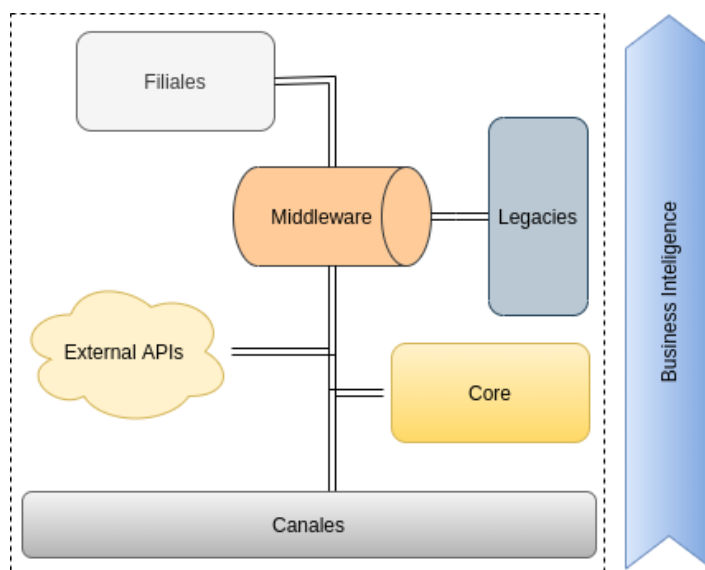 Filiales
Middleware
Legacies
External APIs
Core
Canales
Business Inteligence